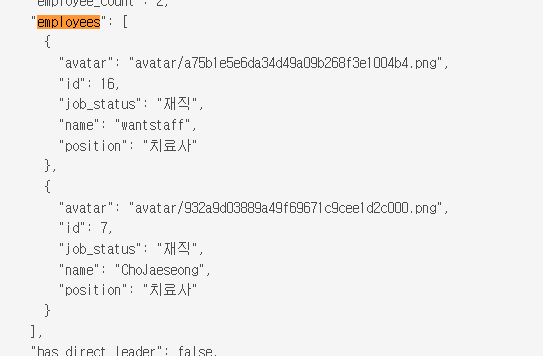 "employee_count": 2,
"employees": [
{
"avatar": "avatar/a75b1e5e6da34d49a09b268f3e1004b4.png",
"id": 16,
"job_status": "재직",
"name": "wantstaff",
"position": "치료사"
},
{
"avatar": "avatar/932a9d03889a49f69671c9cee1d2c000.png",
"id": 7,
"job_status": "재직",
"name": "ChoJaeseong",
"position": "치료사"
}
],
"has_direct_leader": false,